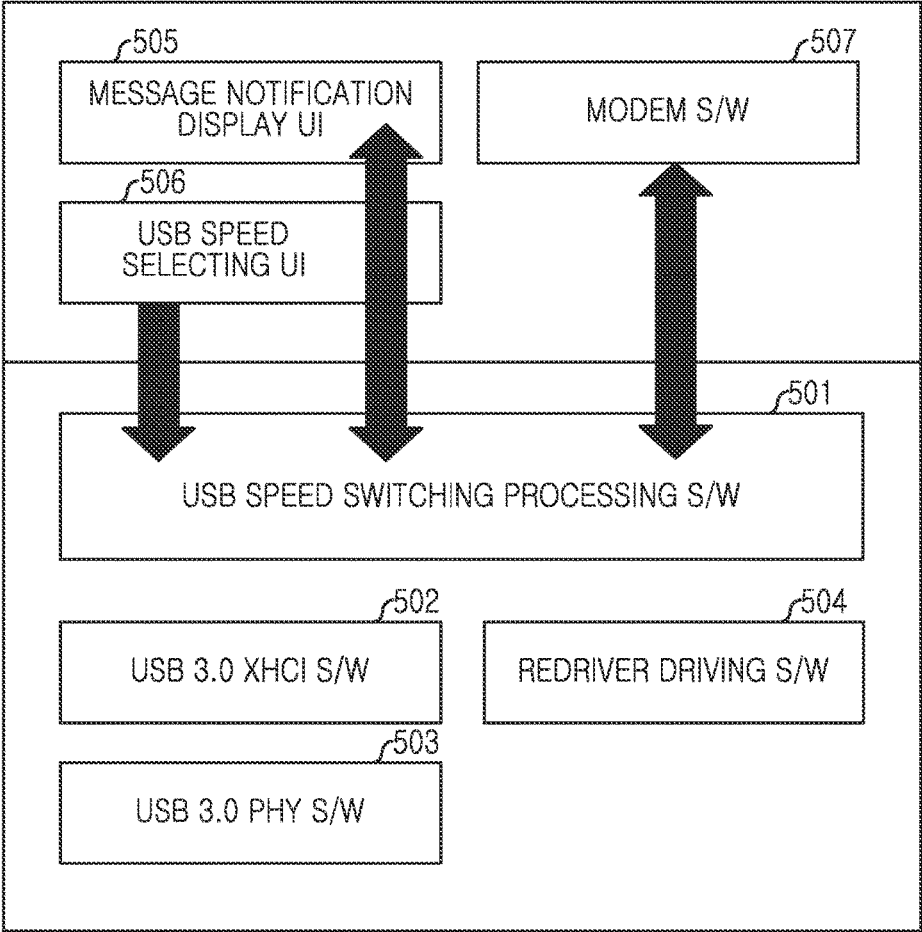 505
MESSAGE NOTIFICATION
DISPLAY UI
507
MODEM S/W
506
USB SPEED
SELECTING UI
501
USB SPEED SWITCHING PROCESSING S/W
502
USB 3.0 XHCI S/W
504
REDRIVER DRIVING S/W
503
USB 3.0 PHY S/W